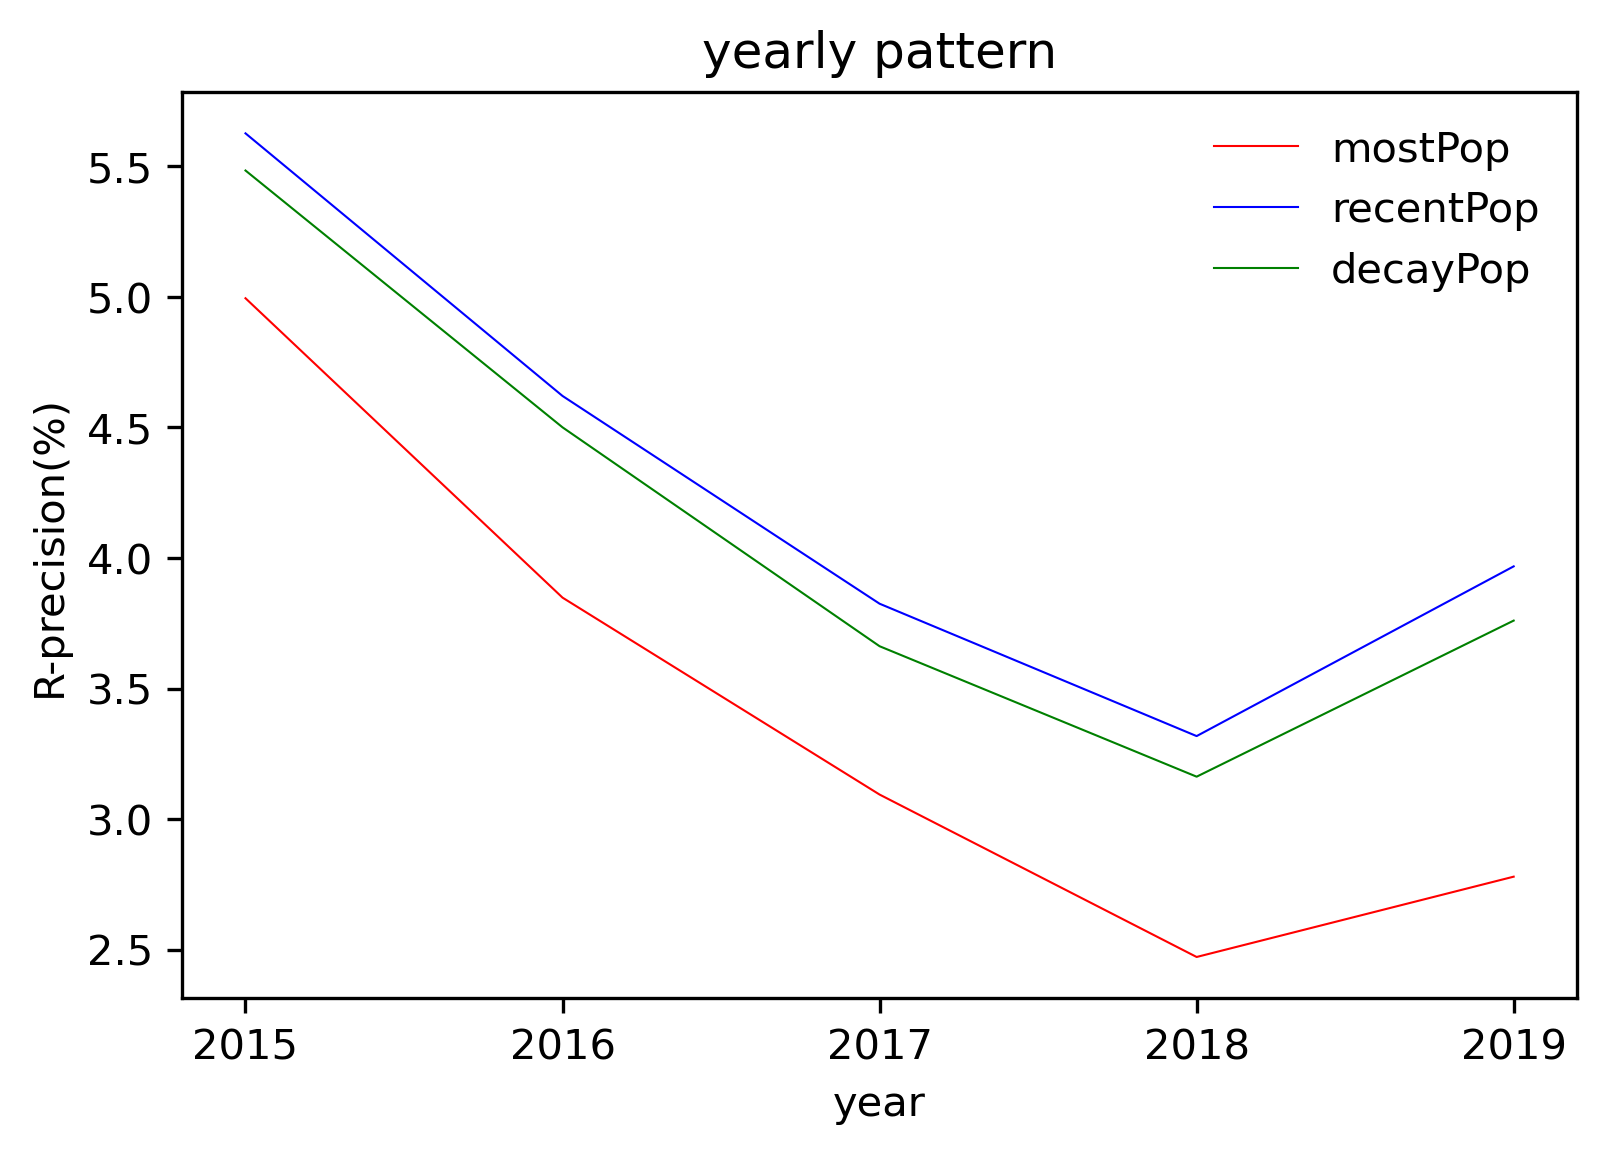 yearly pattern
mostPop
recentPop
decayPop
R-precision(%)
5.5
5.0
4.5
4.0
3.5
3.0
2.5
2015 2016 2017 2018 2019
year